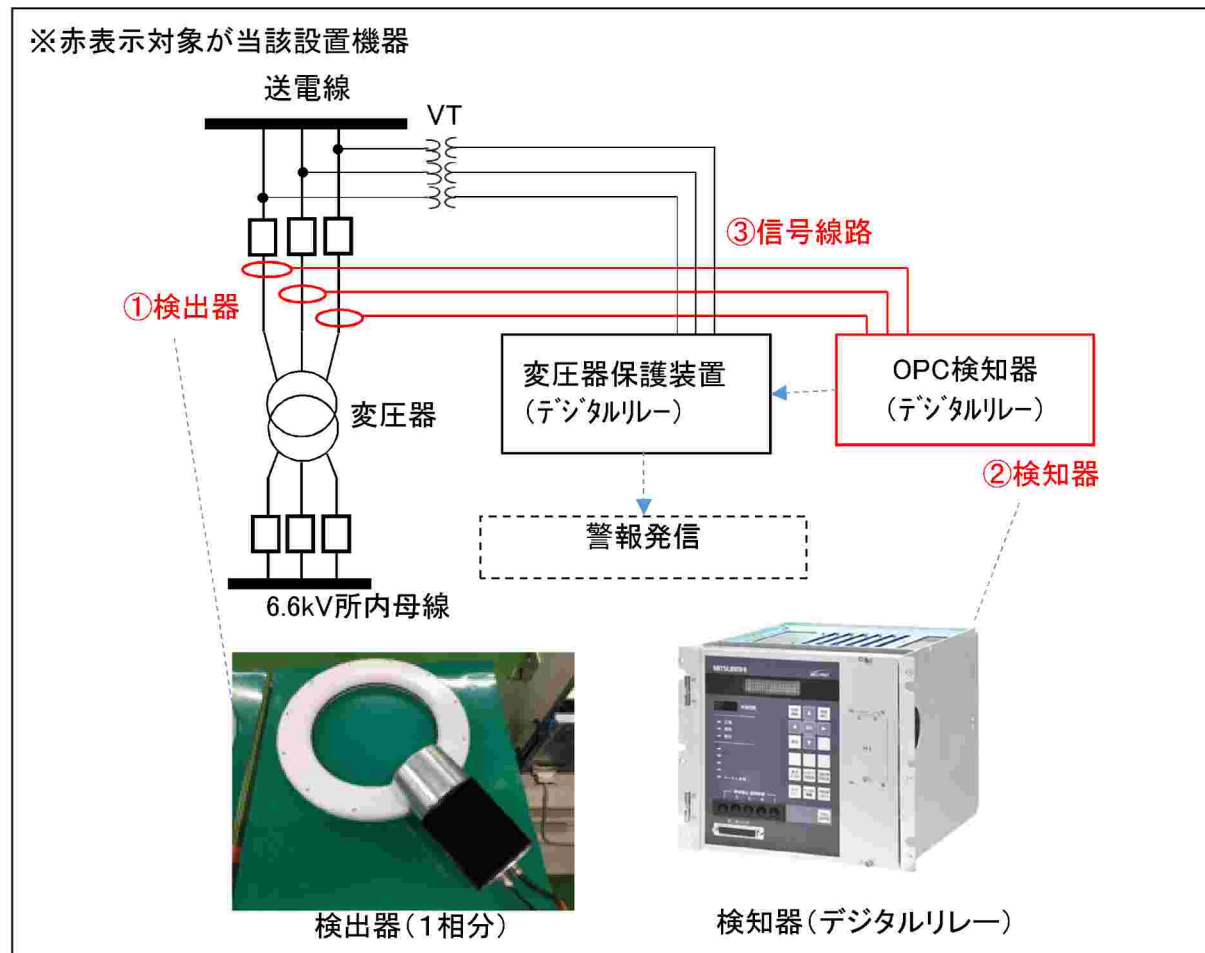 ※赤表示対象が当該設置機器
送電線
VT
③信号線路
①検出器
変圧器保護装置
(ﾃﾞｼﾞﾀﾙﾘﾚｰ)
OPC検知器
(ﾃﾞｼﾞﾀﾙﾘﾚｰ)
変圧器
②検知器
警報発信
6.6kV所内母線
MITSUBISHI
検出器(1相分)
検知器(デジタルリレー)